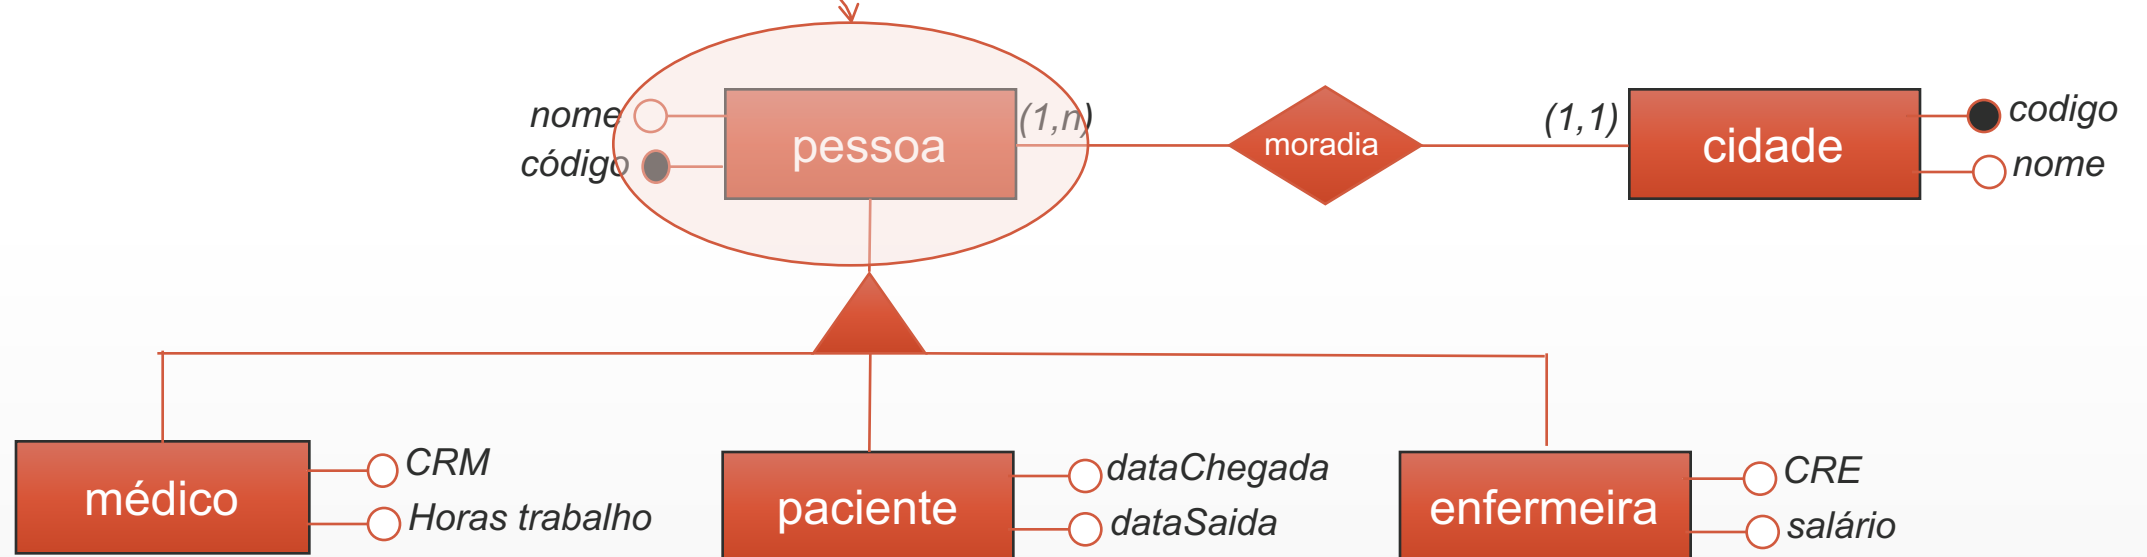 nome
código
pessoa
(1,n)
moradia
(1,1)
cidade
codigo
nome
médico
CRM
Horas trabalho
paciente
dataChegada
dataSaida
enfermeira
CRE
salário